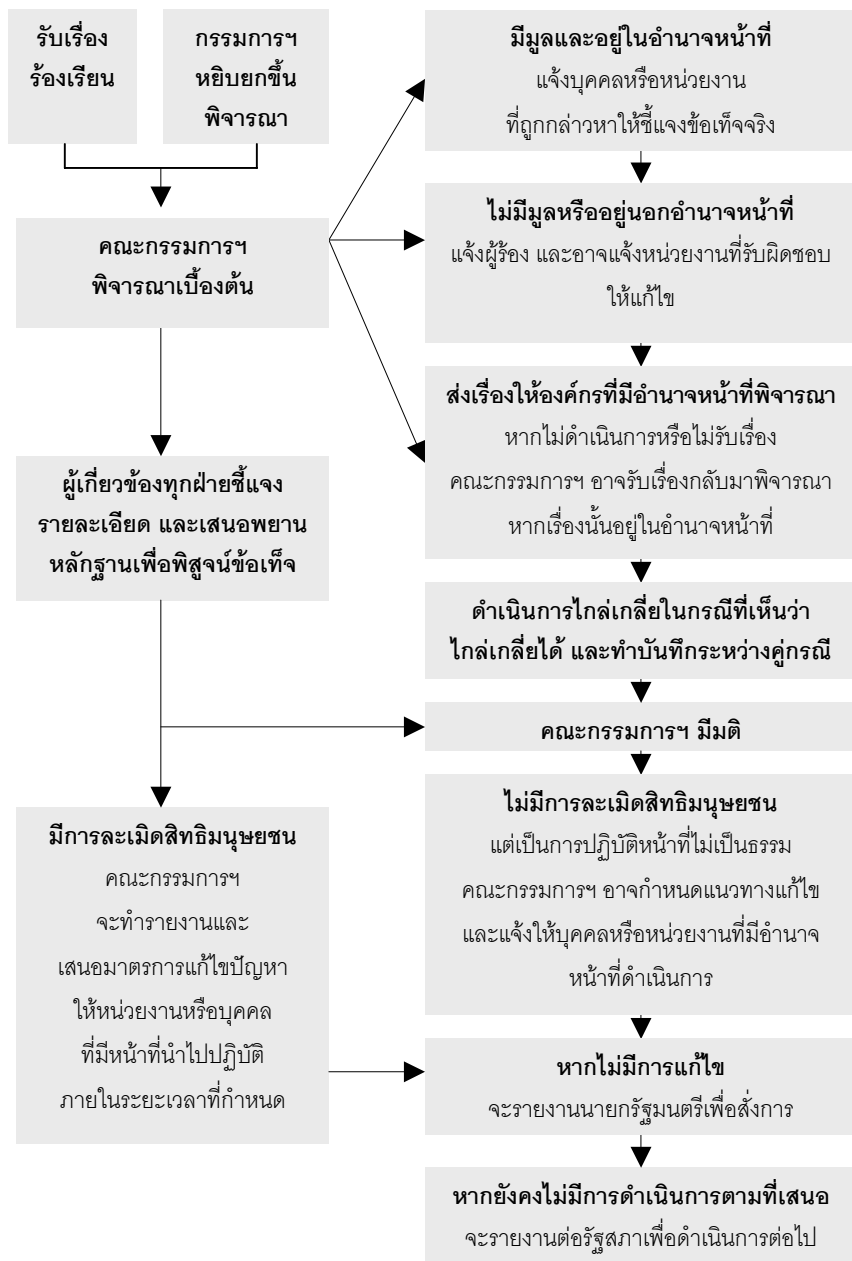 รับเรื่อง
ร้องเรียน
กรรมการฯ
หยิบยกขึ้น
พิจารณา
คณะกรรมการฯ
พิจารณาเบื้องต้น
มีมูลและอยู่ในอำนาจหน้าที่
แจ้งบุคคลหรือหน่วยงาน
ที่ถูกกล่าวหาให้ชี้แจงข้อเท็จจริง
ไม่มีมูลหรืออยู่นอกอำนาจหน้าที่
แจ้งผู้ร้อง และอาจแจ้งหน่วยงานที่รับผิดชอบ
ให้แก้ไข
ส่งเรื่องให้องค์กรที่มีอำนาจหน้าที่พิจารณา
หากไม่ดำเนินการหรือไม่รับเรื่อง
คณะกรรมการฯ อาจรับเรื่องกลับมาพิจารณา
หากเรื่องนั้นอยู่ในอำนาจหน้าที่
ผู้เกี่ยวข้องทุกฝ่ายชี้แจง
รายละเอียด และเสนอพยาน
หลักฐานเพื่อพิสูจน์ข้อเท็จ
ดำเนินการไกล่เกลี่ยในกรณีที่เห็นว่า
ไกล่เกลี่ยได้ และทำบันทึกระหว่างคู่กรณี
คณะกรรมการฯ มีมติ
มีการละเมิดสิทธิมนุษยชน
คณะกรรมการฯ
จะทำรายงานและ
เสนอมาตรการแก้ไขปัญหา
ให้หน่วยงานหรือบุคคล
ที่มีหน้าที่นำไปปฏิบัติ
ภายในระยะเวลาที่กำหนด
ไม่มีการละเมิดสิทธิมนุษยชน
แต่เป็นการปฏิบัติหน้าที่ไม่เป็นธรรม
คณะกรรมการฯ อาจกำหนดแนวทางแก้ไข
และแจ้งให้บุคคลหรือหน่วยงานที่มีอำนาจ
หน้าที่ดำเนินการ
หากไม่มีการแก้ไข
จะรายงานนายกรัฐมนตรีเพื่อสั่งการ
หากยังคงไม่มีการดำเนินการตามที่เสนอ
จะรายงานต่อรัฐสภาเพื่อดำเนินการต่อไป